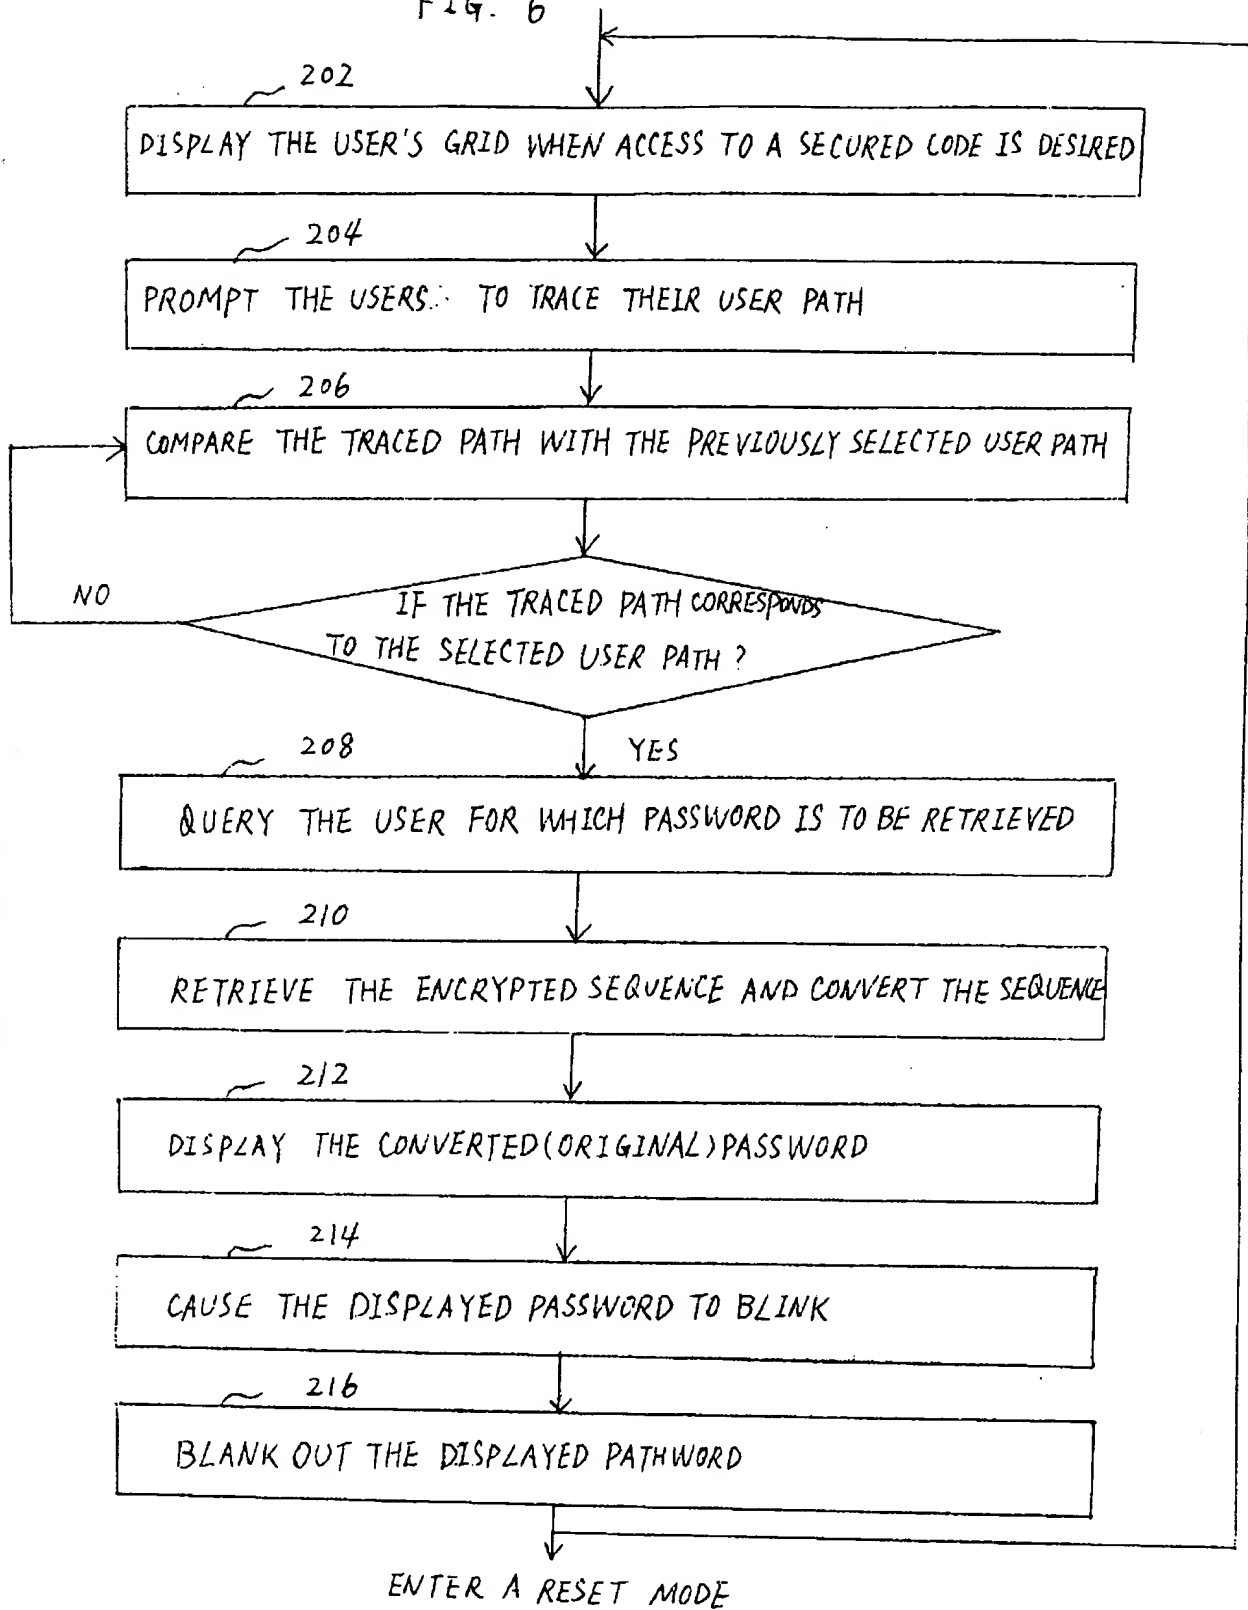 FIG. 6
202
DISPLAY THE USER'S GRID WHEN ACCESS TO A SECURED CODE IS DESIRED
204
PROMPT THE USERS TO TRACE THEIR USER PATH
206
COMPARE THE TRACED PATH WITH THE PREVIOUSLY SELECTED USER PATH
NO
IF THE TRACED PATH CORRESPONDS
TO THE SELECTED USER PATH ?
208
YES
QUERY THE USER FOR WHICH PASSWORD IS TO BE RETRIEVED
210
RETRIEVE THE ENCRYPTED SEQUENCE AND CONVERT THE SEQUENCE
212
DISPLAY THE CONVERTED(ORIGINAL)PASSWORD
214
CAUSE THE DISPLAYED PASSWORD TO BLINK
216
BLANK OUT THE DISPLAYED PATHWORD
ENTER A RESET MODE